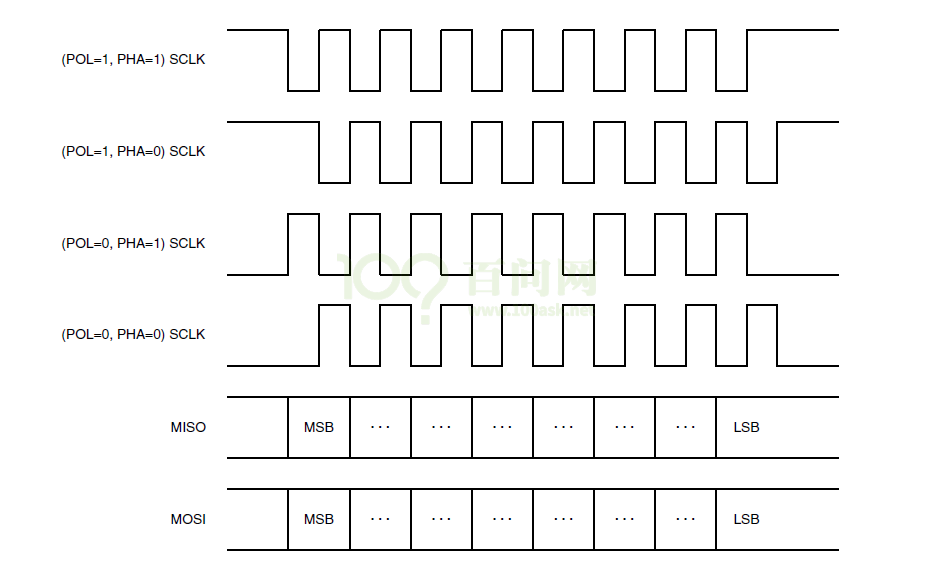 (POL=1, PHA=1) SCLK
(POL=1, PHA=0) SCLK
(POL=0, PHA=1) SCLK
100? 百问网
www.100ask.net
(POL=0, PHA=0) SCLK
MISO MSB ... ... ... ... ... ... LSB
MOSI MSB ... ... ... ... ... ... LSB